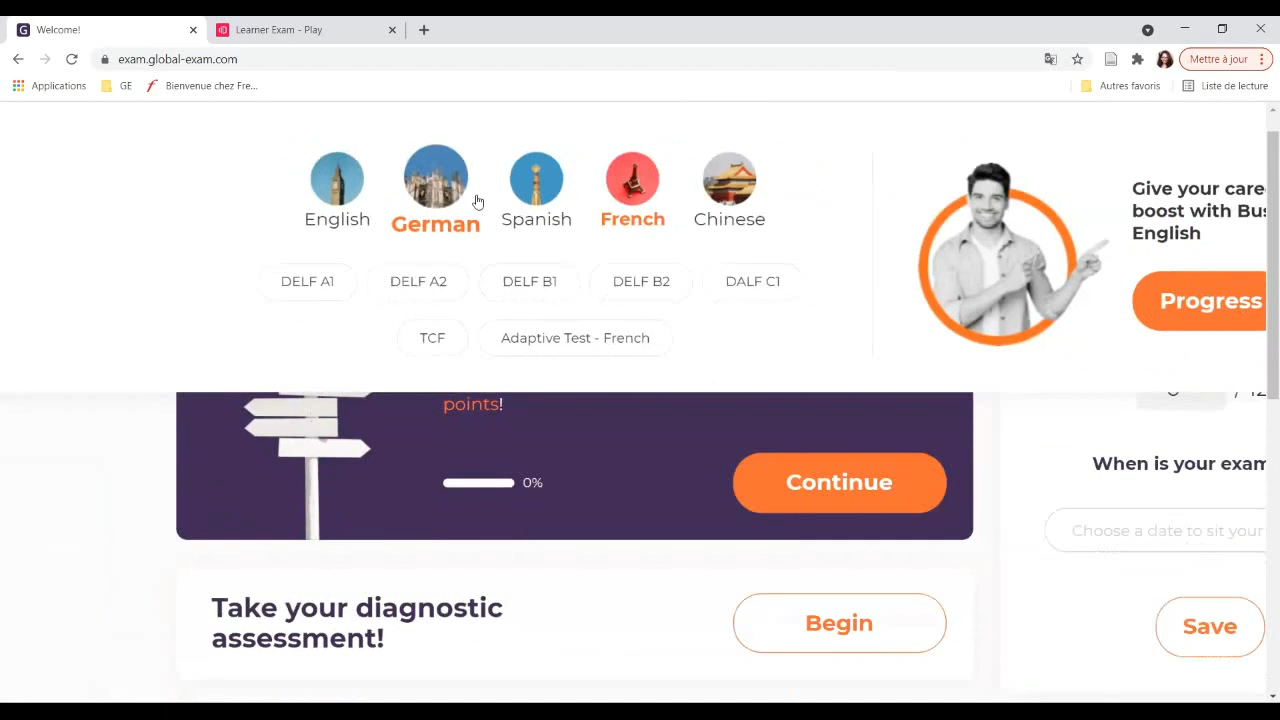 Welcome!
Learner Exam - Play
exam.global-exam.com
Mettre à jour
Applications
GE
Bienvenue chez Fre...
Autres favoris
Liste de lecture
English
German
Spanish
French
Chinese
DELF A1
DELF A2
DELF B1
DELF B2
DALF C1
TCF
Adaptive Test - French
Give your care
boost with Bus
English
Progress
points!
0%
Continue
When is your exam
Choose a date to sit your
Take your diagnostic
assessment!
Begin
Save